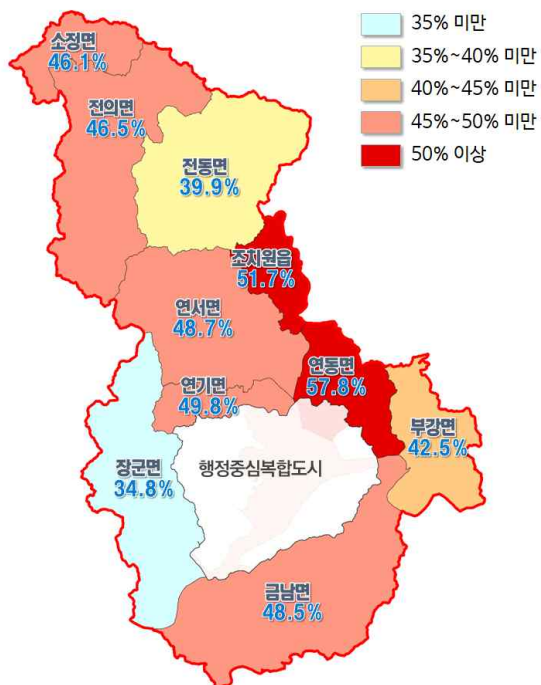 35% 미만
35%~40% 미만
40%~45% 미만
45%~50% 미만
50% 이상
소정면
46.1%
전의면
46.5%
전동면
39.9%
조치원읍
51.7%
연서면
48.7%
연동면
57.8%
연기면
49.8%
부강면
42.5%
장군면
34.8%
행정중심복합도시
금남면
48.5%